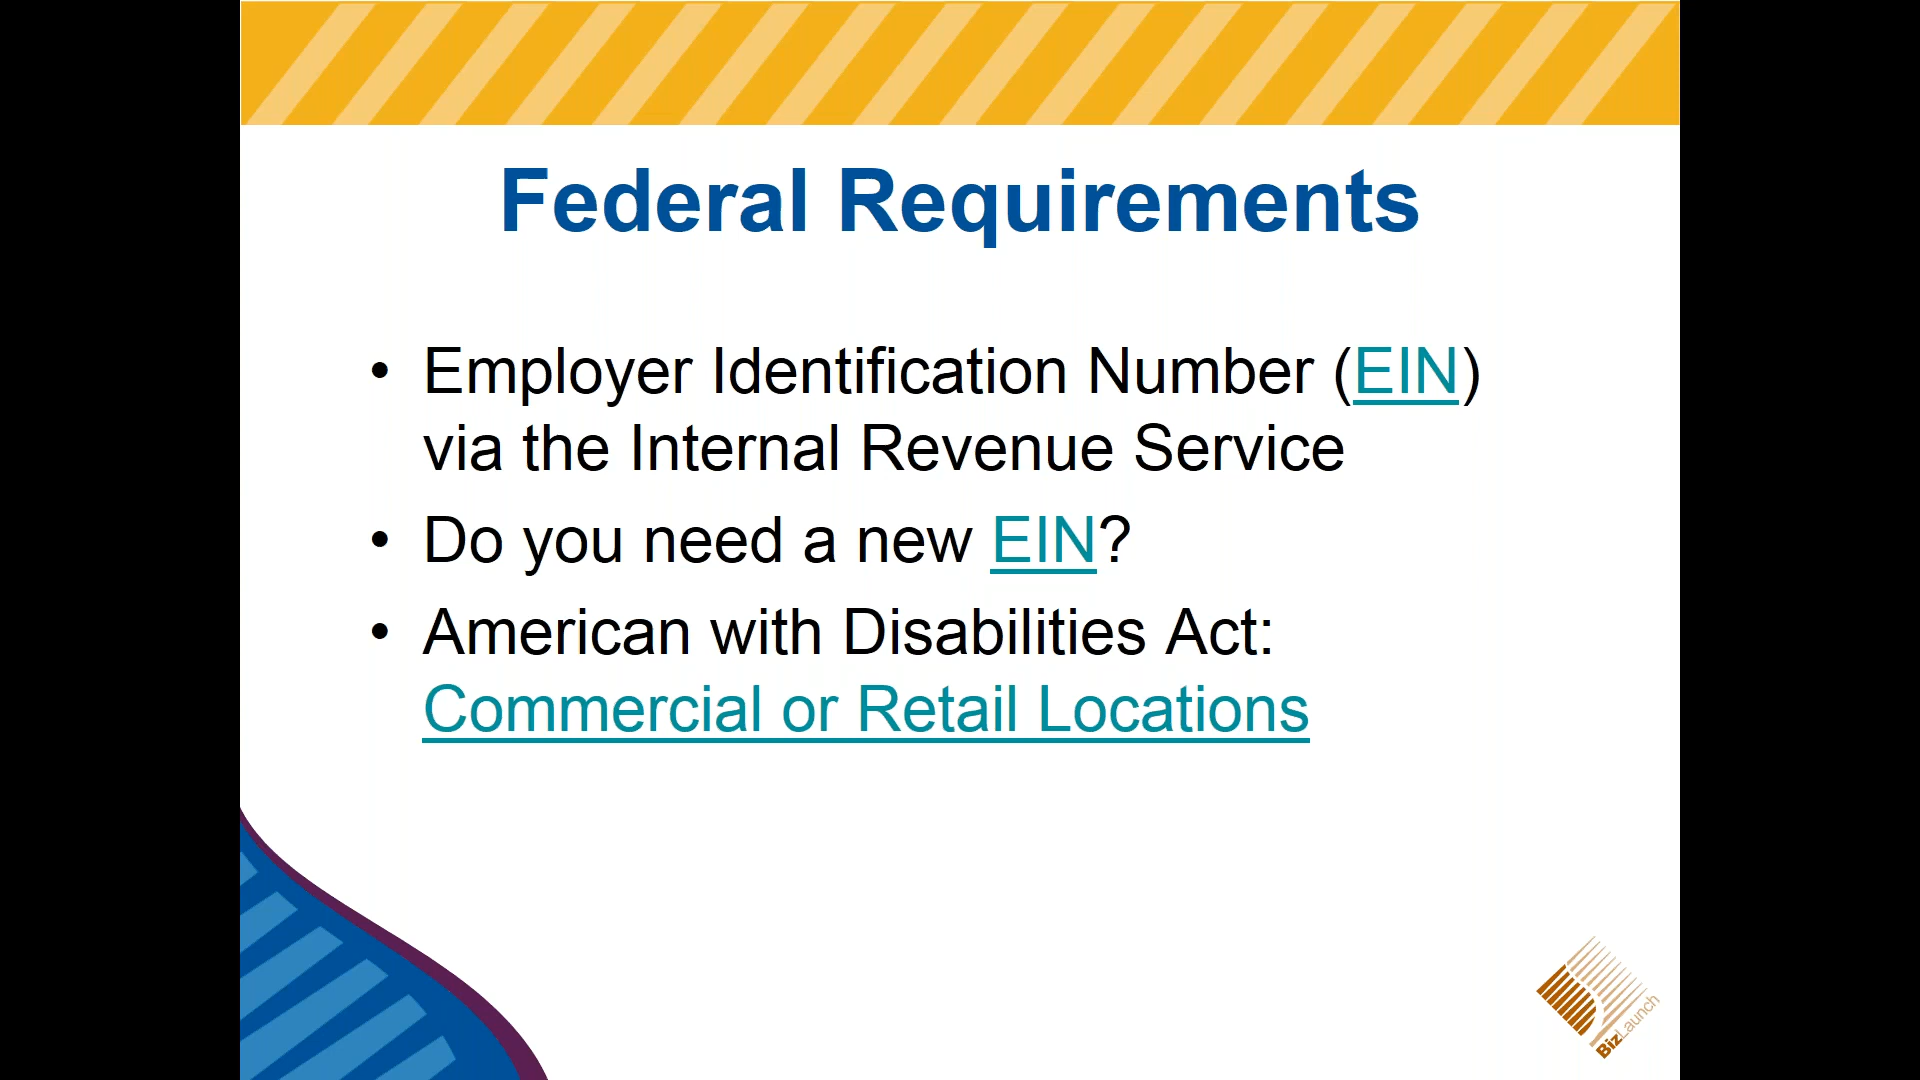 Federal Requirements
• Employer Identification Number (EIN)
via the Internal Revenue Service
• Do you need a new EIN?
• American with Disabilities Act:
Commercial or Retail Locations
BizLaunch